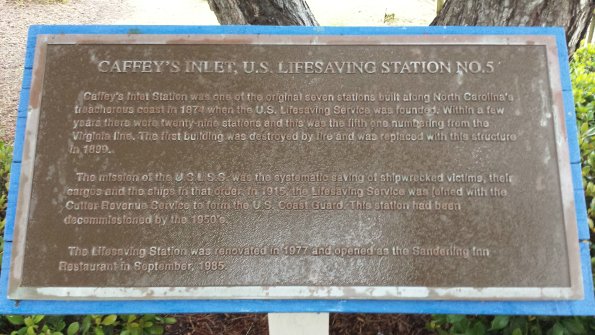 CAFFEY'S INLET, U.S. LIFESAVING STATION NO.5
Caffey's Inlet Station was one of the original seven stations built along North Carolina's
treacherous coast in 1874 when the U.S. Lifesaving Service was founded. Within a few
years there were twenty-nine stations and this was the fifth one numbering from the
Virginia line. The first building was destroyed by fire and was replaced with this structure
in 1899.
The mission of the U.S.L.S.S. was the systematic saving of shipwrecked victims, their
cargos and the ships in that order. In 1915, the Lifesaving Service was joined with the
Cutter Revenue Service to form the U.S. Coast Guard. This station had been
decommissioned by the 1950's.
The Lifesaving Station was renovated in 1977 and opened as the Sanderling Inn
Restaurant in September, 1985.